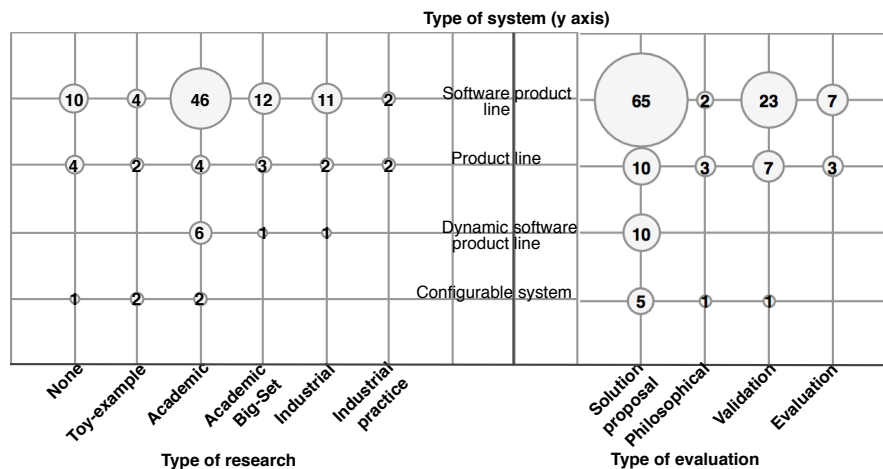 Type of system (y axis)
10 4 46 12 11 2
Software product
line
65 2 23 7
4 2 4 3 2 2
Product line
10 3 7 3
6 1 1
Dynamic software
product line
10
1 2 2
Configurable system
5 1 1
None
Toy-example
Academic
Academic
Big-Set
Industrial
Industrial
practice
Solution
proposal
Philosophical
Validation
Evaluation
Type of research
Type of evaluation